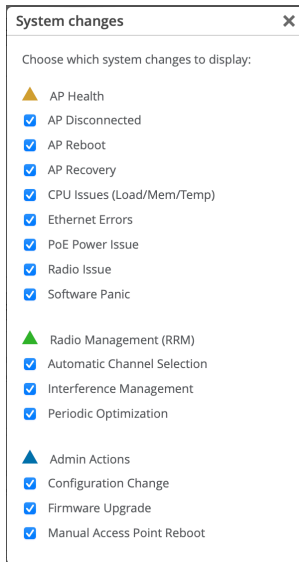 System changes
Choose which system changes to display:
AP Health
AP Disconnected
AP Reboot
AP Recovery
CPU Issues (Load/Mem/Temp)
Ethernet Errors
PoE Power Issue
Radio Issue
Software Panic
Radio Management (RRM)
Automatic Channel Selection
Interference Management
Periodic Optimization
Admin Actions
Configuration Change
Firmware Upgrade
Manual Access Point Reboot